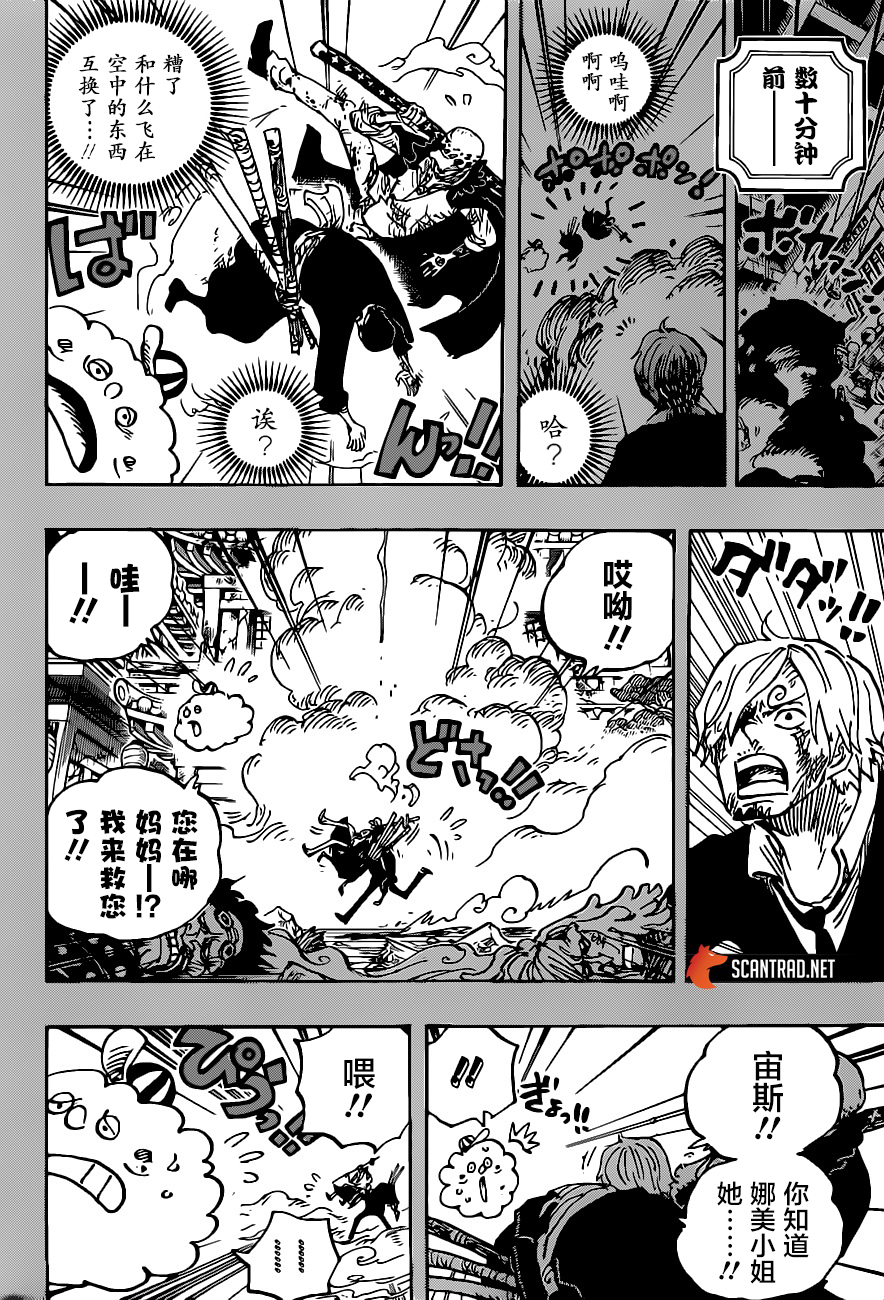 数十分钟
前——
ボカァ…ン
呜哇啊
啊啊
ポポポポン!!
哈？
糟了
和什么飞在
空中的东西
互换了…!!
ばんっ!!
诶？
ダダダッ!!
哎呦!!
哇—
—!!
どさっ!!
您在哪
妈妈—!?
我来救您
了!!
SCANTRAD.NET
宙斯!!
你知道
娜美小姐
她……!!
!!
ぎょっ!!
喂!!
ぴゅうっ!!
…………